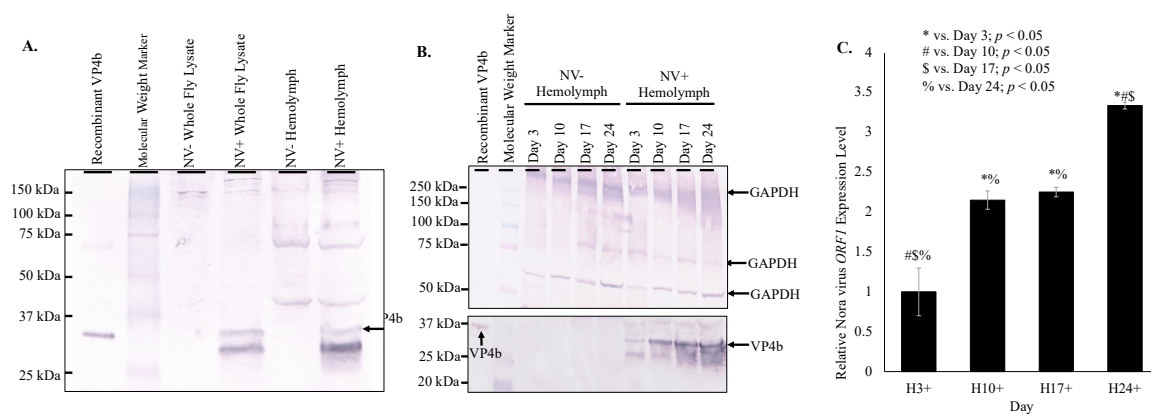 A.
Recombinant VP4b
Molecular Weight Marker
NV- Whole Fly Lysate
NV+ Whole Fly Lysate
NV- Hemolymph
NV+ Hemolymph
150 kDa
100 kDa
75 kDa
50 kDa
37 kDa
25 kDa
P4b
B.
Recombinant VP4b
Molecular Weight Marker
NV-
Hemolymph
NV+
Hemolymph
Day 3
Day 10
Day 17
Day 24
Day 3
Day 10
Day 17
Day 24
250 kDa
150 kDa
100 kDa
75 kDa
50 kDa
GAPDH
GAPDH
GAPDH
37 kDa
25 kDa
20 kDa
VP4b
VP4b
C.
* vs. Day 3; p < 0.05
# vs. Day 10; p < 0.05
$ vs. Day 17; p < 0.05
% vs. Day 24; p < 0.05
Relative Nora virus ORF1 Expression Level
4
3.5
3
2.5
2
1.5
1
0.5
0
#$%
*%
*%
*#$
H3+
H10+
H17+
H24+
Day